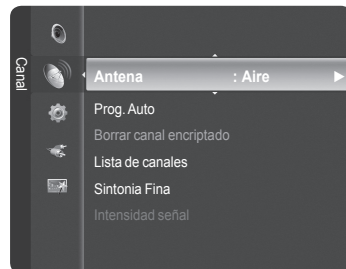 Canal
Antena : Aire
Prog. Auto
Borrar canal encriptado
Lista de canales
Sintonia Fina
Intensidad señal